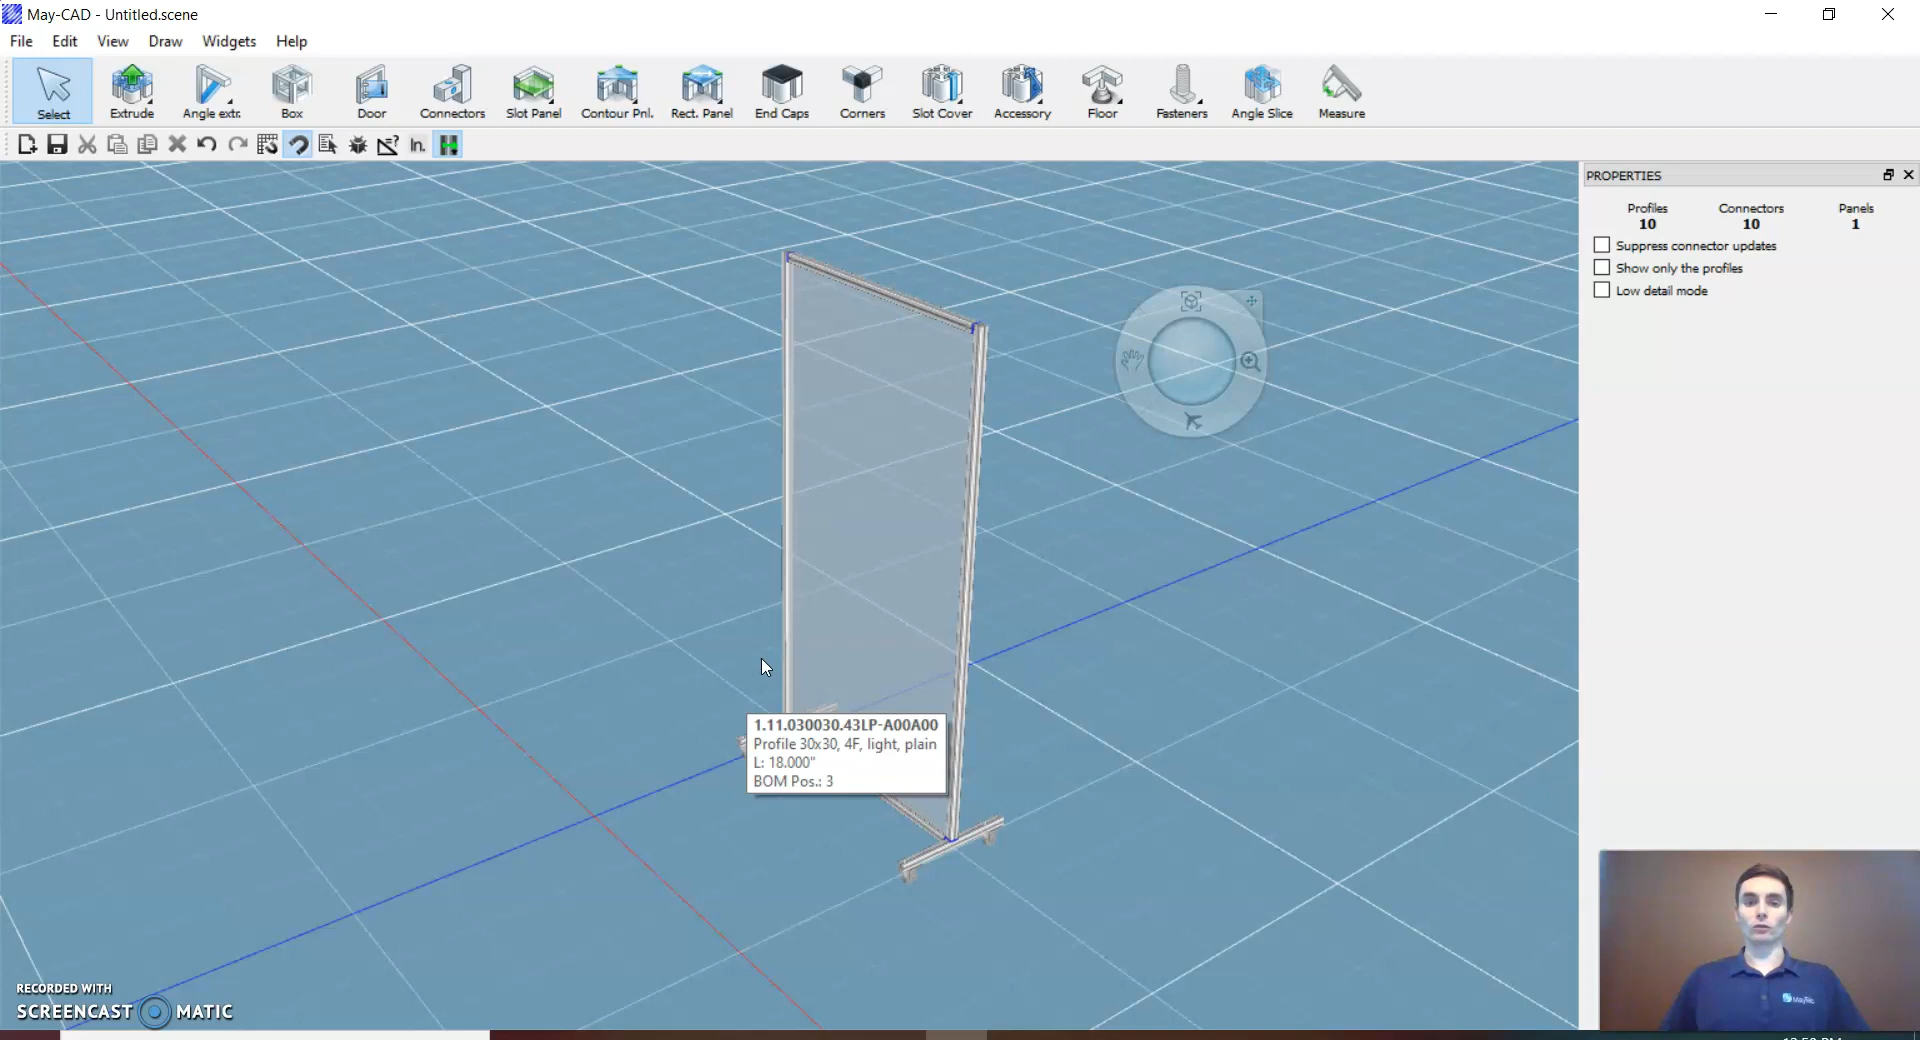 May-CAD - Untitled.scene
File Edit View Draw Widgets Help
Select Extrude Angle extr. Box Door Connectors Slot Panel Contour Pnl. Rect. Panel End Caps Corners Slot Cover Accessory Floor Fasteners Angle Slice Measure
In.
PROPERTIES
Profiles Connectors Panels
10 10 1
Suppress connector updates
Show only the profiles
Low detail mode
1.11.030030.43LP-A00A00
Profile 30x30, 4F, light, plain
L: 18.000"
BOM Pos.: 3
MayTec
RECORDED WITH
SCREENCAST MATIC